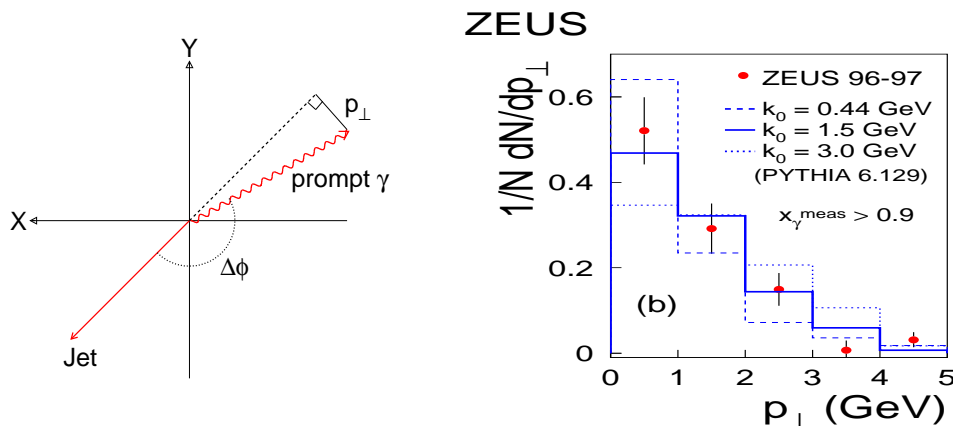 ZEUS
Y
p⊥
prompt γ
X
Δϕ
Jet
1/N dN/dp⊥
0.6
0.4
0.2
0
ZEUS 96-97
k₀ = 0.44 GeV
k₀ = 1.5 GeV
k₀ = 3.0 GeV
(PYTHIA 6.129)
xγ^meas > 0.9
(b)
0 1 2 3 4 5
p⊥ (GeV)